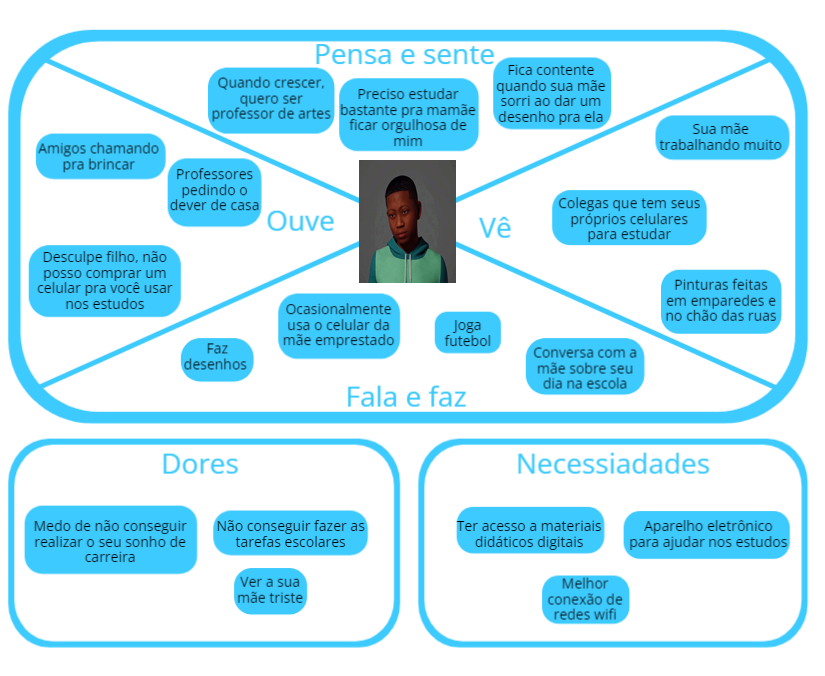 Pensa e sente
Quando crescer,
quero ser
professor de artes
Preciso estudar
bastante pra mamãe
ficar orgulhosa de
mim
Fica contente
quando sua mãe
sorri ao dar um
desenho pra ela
Amigos chamando
pra brincar
Professores
pedindo o
dever de casa
Ouve
Desculpe filho, não
posso comprar um
celular pra você usar
nos estudos
Sua mãe
trabalhando muito
Colegas que tem seus
próprios celulares
para estudar
Vê
Pinturas feitas
em emparedes e
no chão das ruas
Ocasionalmente
usa o celular da
mãe emprestado
Joga
futebol
Faz
desenhos
Conversa com a
mãe sobre seu
dia na escola
Fala e faz
Dores
Medo de não conseguir
realizar o seu sonho de
carreira
Não conseguir fazer as
tarefas escolares
Ver a sua
mãe triste
Necessiadades
Ter acesso a materiais
didáticos digitais
Aparelho eletrônico
para ajudar nos estudos
Melhor
conexão de
redes wifi